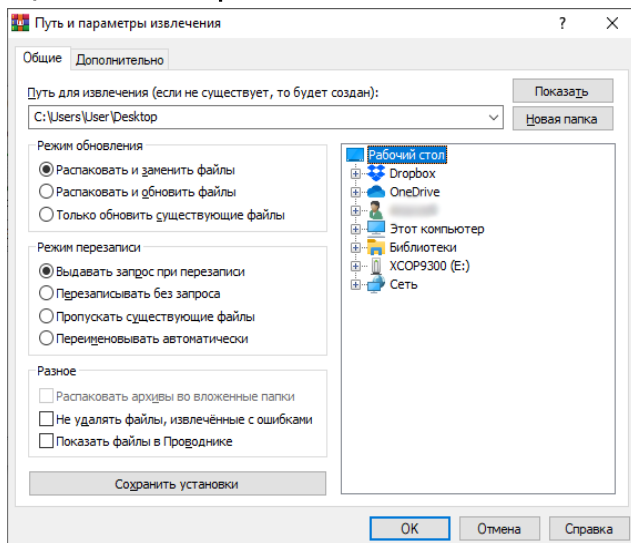 Путь и параметры извлечения
Общие
Дополнительно
Путь для извлечения (если не существует, то будет создан):
Показать
C:\Users\User\Desktop
Новая папка
Режим обновления
Распаковать и заменить файлы
Распаковать и обновить файлы
Только обновить существующие файлы
Режим перезаписи
Выдавать запрос при перезаписи
Перезаписывать без запроса
Пропускать существующие файлы
Переименовывать автоматически
Разное
Распаковать архивы во вложенные папки
Не удалять файлы, извлечённые с ошибками
Показать файлы в Проводнике
Сохранить установки
Рабочий стол
Dropbox
OneDrive
Этот компьютер
Библиотеки
XCOP9300 (E:)
Сеть
OK
Отмена
Справка